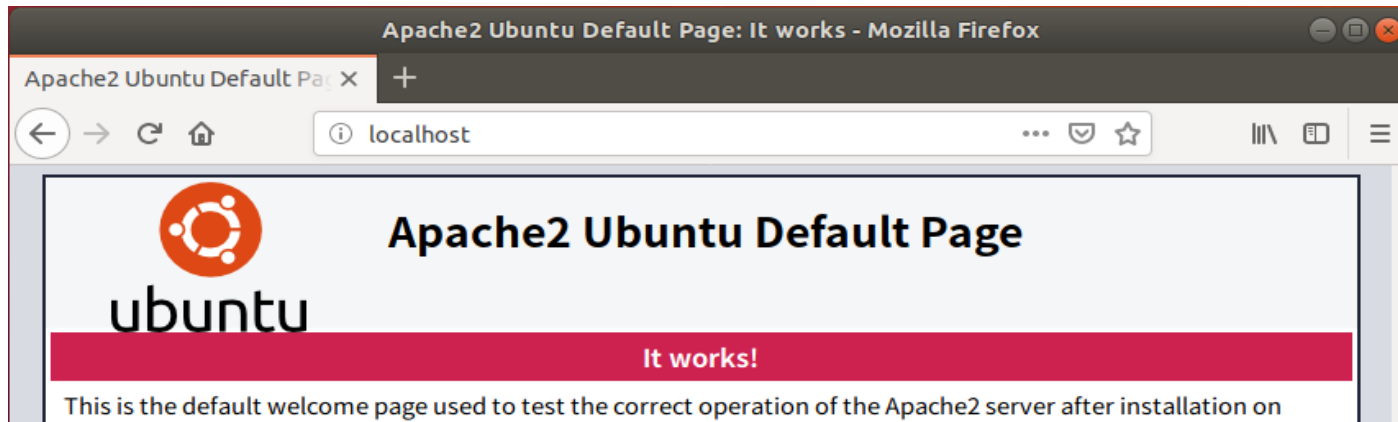 Apache2 Ubuntu Default Page: It works - Mozilla Firefox
Apache2 Ubuntu Default Pag
localhost
Apache2 Ubuntu Default Page
ubuntu
It works!
This is the default welcome page used to test the correct operation of the Apache2 server after installation on